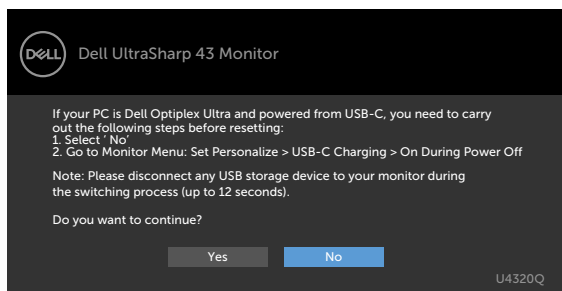 DELL
Dell UltraSharp 43 Monitor
If your PC is Dell Optiplex Ultra and powered from USB-C, you need to carry
out the following steps before resetting:
1. Select ‘ No’
2. Go to Monitor Menu: Set Personalize > USB-C Charging > On During Power Off
Note: Please disconnect any USB storage device to your monitor during
the switching process (up to 12 seconds).
Do you want to continue?
Yes No
U4320Q